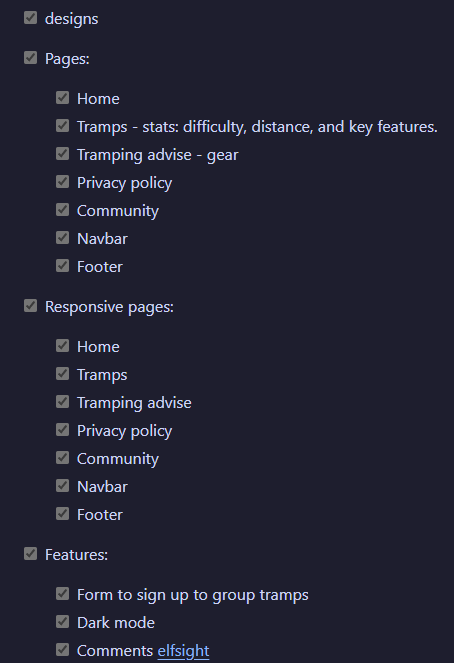 designs
Pages:
Home
Tramps - stats: difficulty, distance, and key features.
Tramping advise - gear
Privacy policy
Community
Navbar
Footer
Responsive pages:
Home
Tramps
Tramping advise
Privacy policy
Community
Navbar
Footer
Features:
Form to sign up to group tramps
Dark mode
Comments elfsight